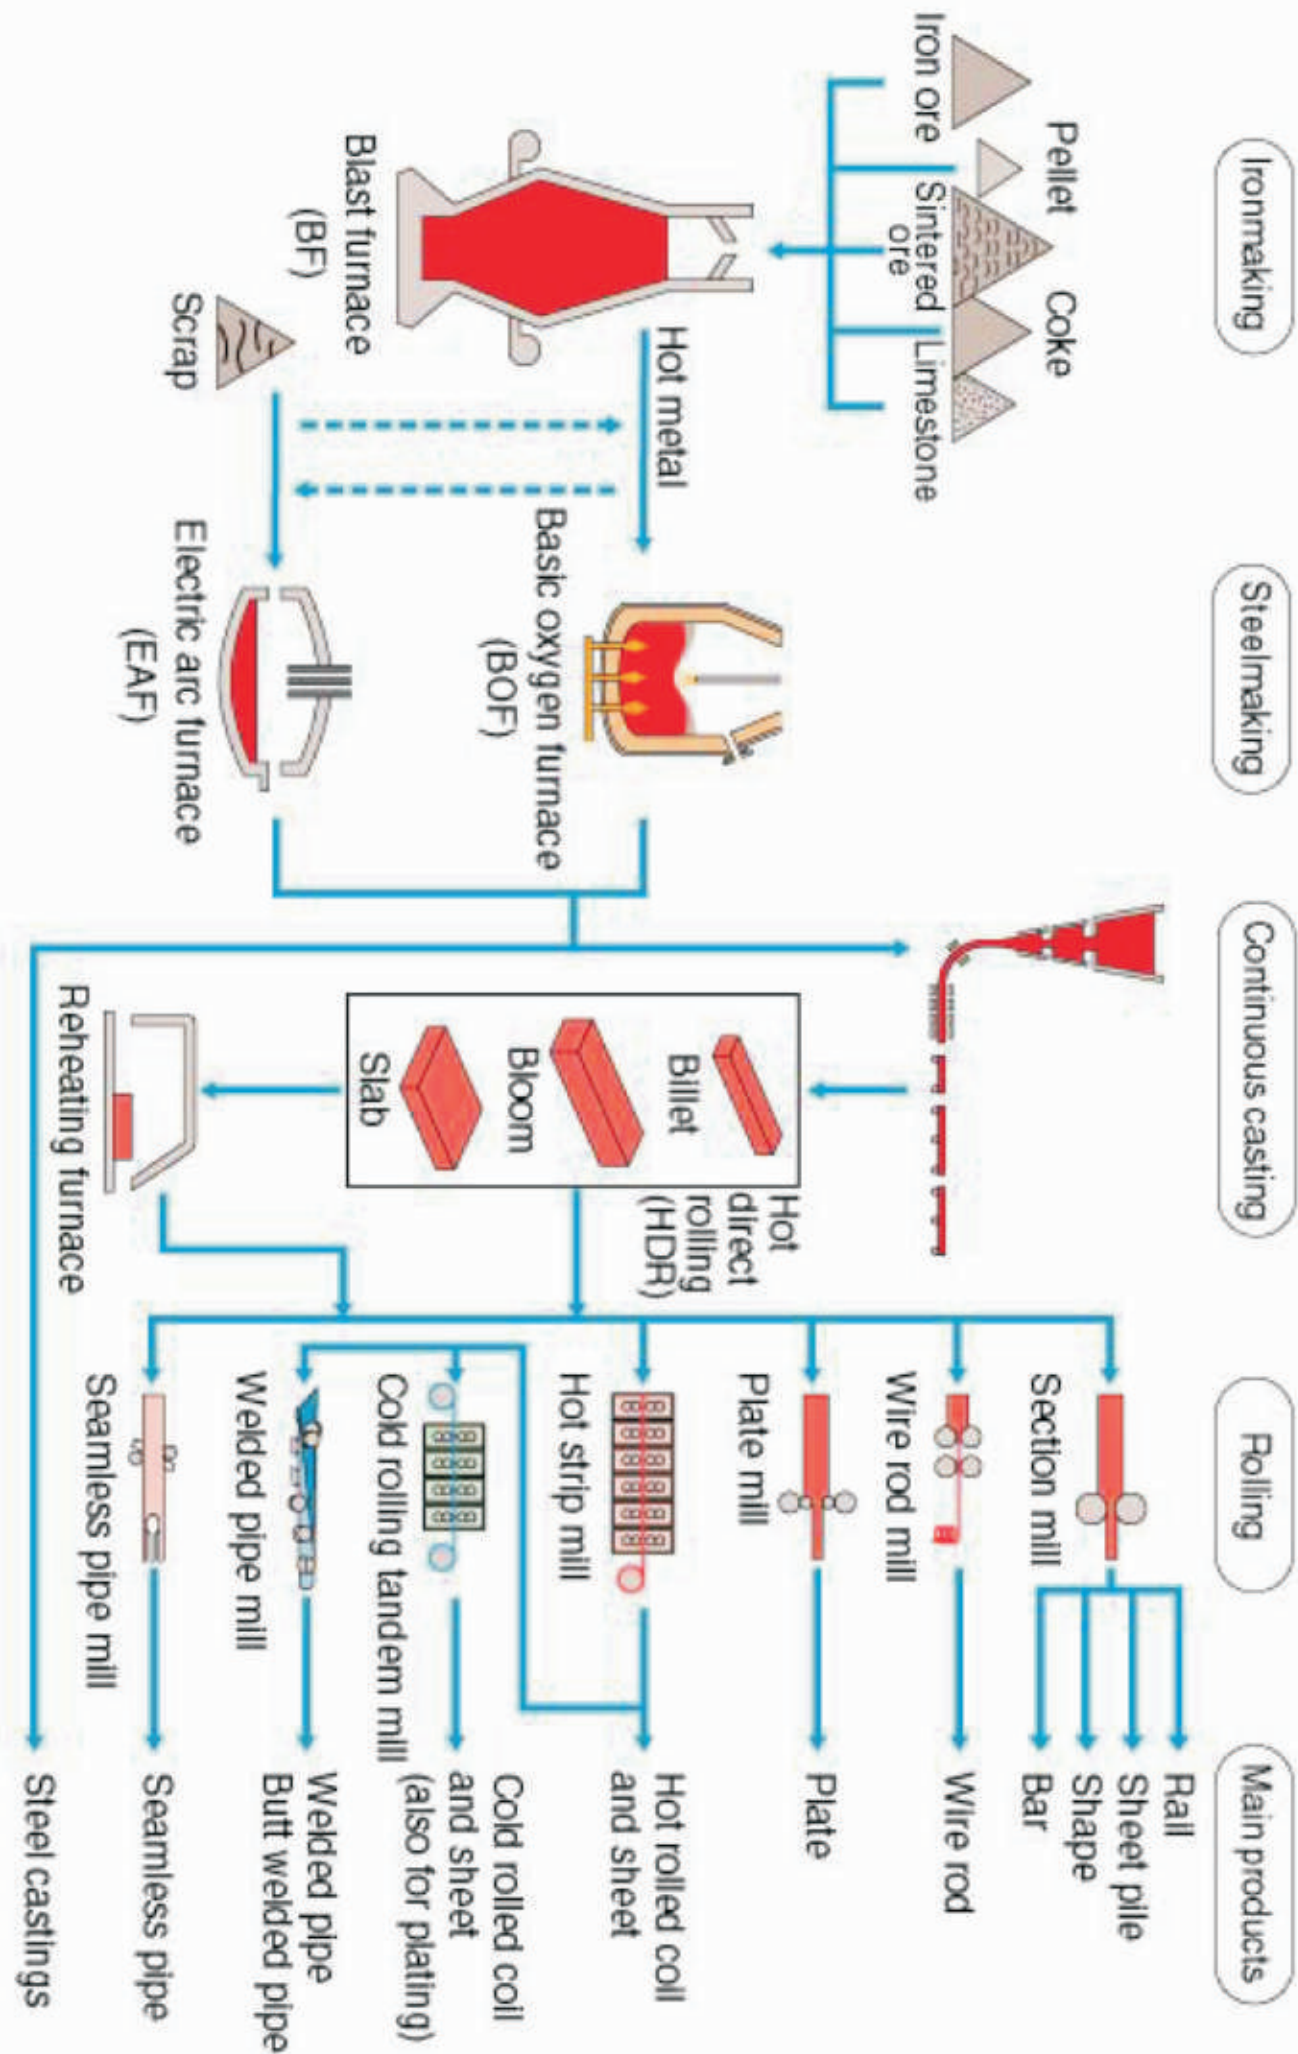 Ironmaking
Steelmaking
Continuous casting
Rolling
Main products
Pellet
Coke
Iron ore
Sintered
ore
Limestone
Hot metal
Blast furnace
(BF)
Scrap
Basic oxygen furnace
(BOF)
Electric arc furnace
(EAF)
Billet
Bloom
Slab
Hot
direct
rolling
(HDR)
Reheating furnace
Section mill
Wire rod mill
Plate mill
Hot strip mill
Cold rolling tandem mill
Welded pipe mill
Seamless pipe mill
Rail
Sheet pile
Shape
Bar
Wire rod
Plate
Hot rolled coil
and sheet
Cold rolled coil
and sheet
(also for plating)
Welded pipe
Butt welded pipe
Seamless pipe
Steel castings